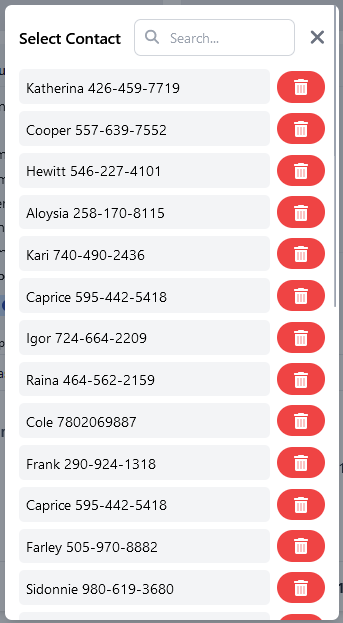 Select Contact
Search...
Katherina 426-459-7719
Cooper 557-639-7552
Hewitt 546-227-4101
Aloysia 258-170-8115
Kari 740-490-2436
Caprice 595-442-5418
Igor 724-664-2209
Raina 464-562-2159
Cole 7802069887
Frank 290-924-1318
Caprice 595-442-5418
Farley 505-970-8882
Sidonnie 980-619-3680